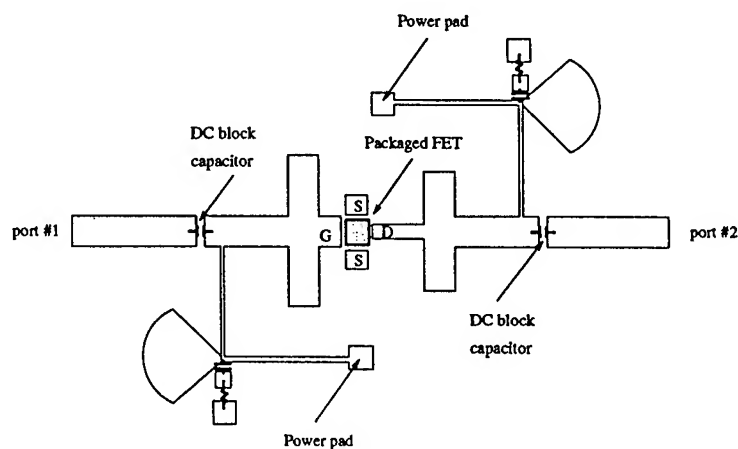 Power pad
DC block
capacitor
Packaged FET
S
port #1
G
D
port #2
S
DC block
capacitor
Power pad